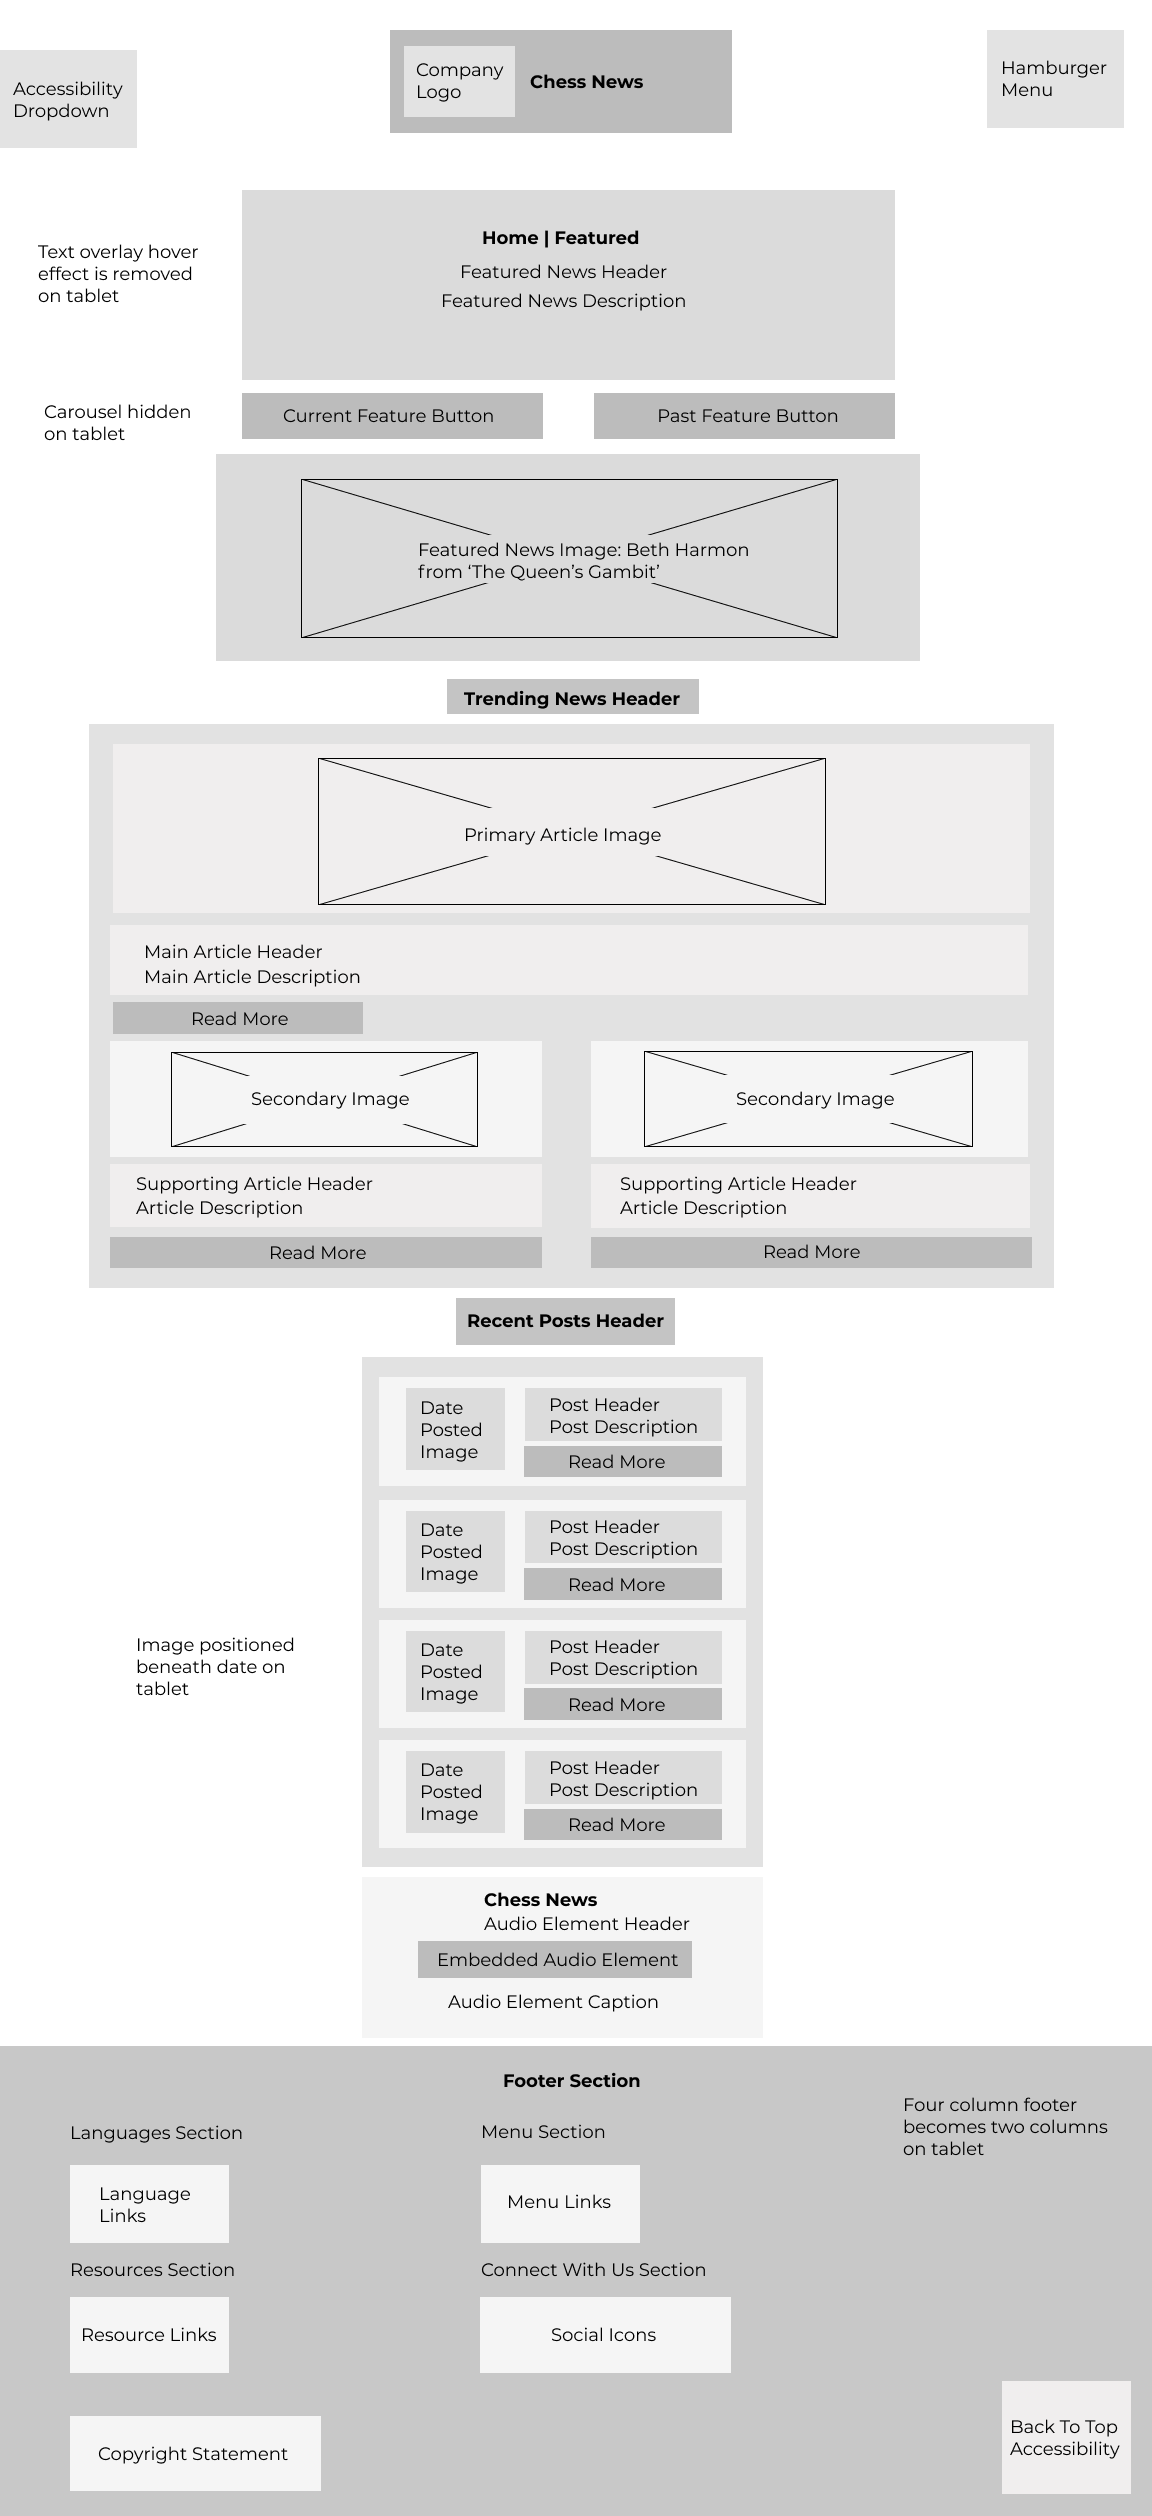 Accessibility
Dropdown
Company
Logo
Chess News
Hamburger
Menu
Text overlay hover
effect is removed
on tablet
Home | Featured
Featured News Header
Featured News Description
Carousel hidden
on tablet
Current Feature Button
Past Feature Button
Featured News Image: Beth Harmon
from ‘The Queen’s Gambit’
Trending News Header
Primary Article Image
Main Article Header
Main Article Description
Read More
Secondary Image
Supporting Article Header
Article Description
Read More
Secondary Image
Supporting Article Header
Article Description
Read More
Recent Posts Header
Date
Posted
Image
Post Header
Post Description
Read More
Date
Posted
Image
Post Header
Post Description
Read More
Image positioned
beneath date on
tablet
Date
Posted
Image
Post Header
Post Description
Read More
Date
Posted
Image
Post Header
Post Description
Read More
Chess News
Audio Element Header
Embedded Audio Element
Audio Element Caption
Footer Section
Four column footer
becomes two columns
on tablet
Languages Section
Language
Links
Menu Section
Menu Links
Resources Section
Resource Links
Connect With Us Section
Social Icons
Copyright Statement
Back To Top
Accessibility